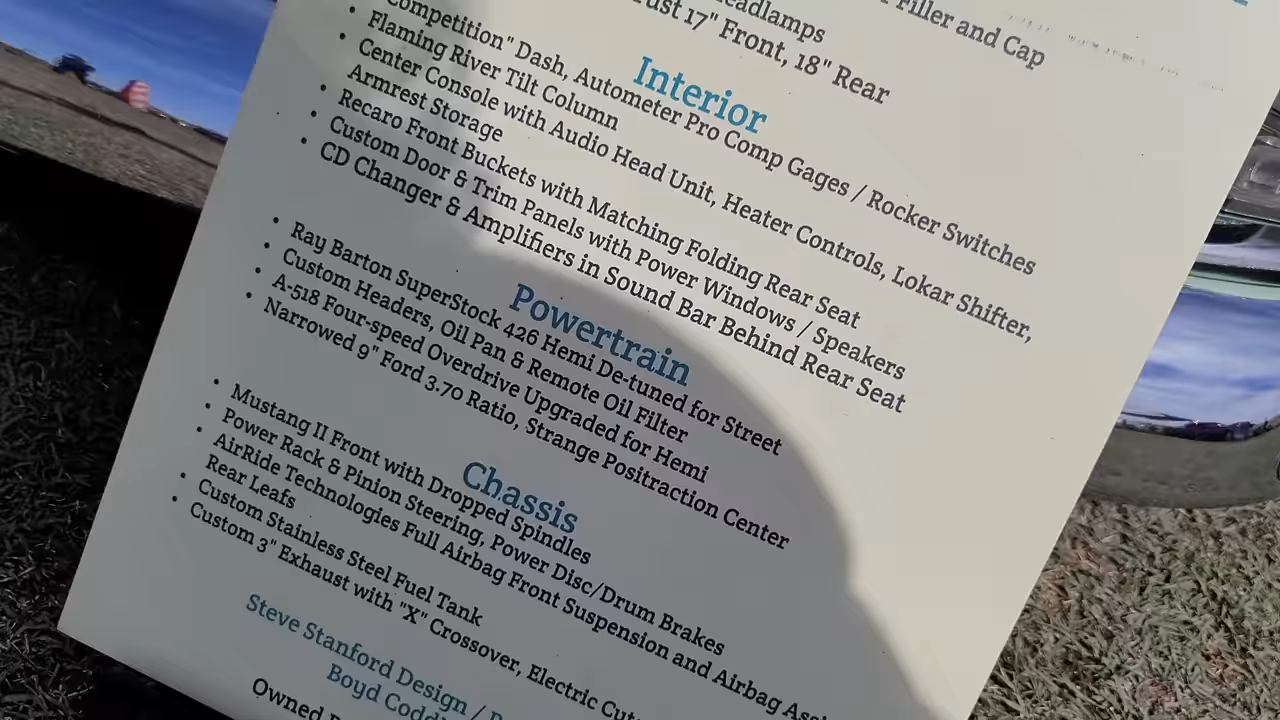 Filler and Cap
Headlamps
17" Front, 18" Rear
Interior
Competition" Dash, Autometer Pro Comp Gages / Rocker Switches
Flaming River Tilt Column
Center Console with Audio Head Unit, Heater Controls, Lokar Shifter,
Armrest Storage
Recaro Front Buckets with Matching Folding Rear Seat
Custom Door & Trim Panels with Power Windows / Speakers
CD Changer & Amplifiers in Sound Bar Behind Rear Seat
Powertrain
Ray Barton SuperStock 426 Hemi De-tuned for Street
Custom Headers, Oil Pan & Remote Oil Filter
A-518 Four-speed Overdrive Upgraded for Hemi
Narrowed 9" Ford 3.70 Ratio, Strange Positraction Center
Chassis
Mustang II Front with Dropped Spindles
Power Rack & Pinion Steering, Power Disc/Drum Brakes
AirRide Technologies Full Airbag Front Suspension and Airbag
Rear Leafs
Custom Stainless Steel Fuel Tank
Custom 3" Exhaust with "X" Crossover, Electric
Steve Stanford Design /
Boyd
Owned